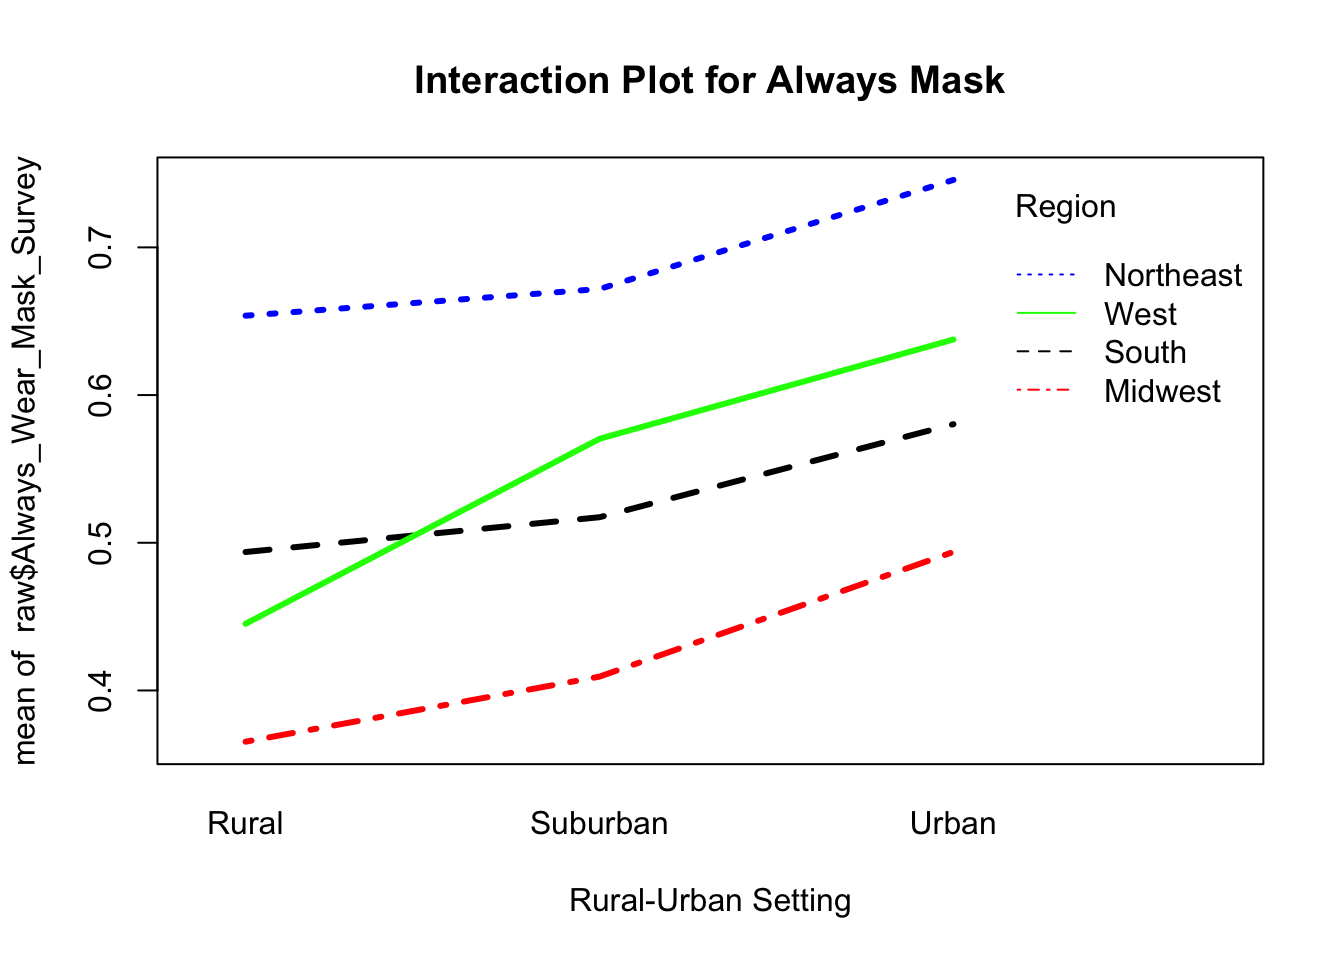 Interaction Plot for Always Mask
mean of  raw$Always_Wear_Mask_Survey
0.7
0.6
0.5
0.4
Region
Northeast
West
South
Midwest
Rural
Suburban
Urban
Rural-Urban Setting